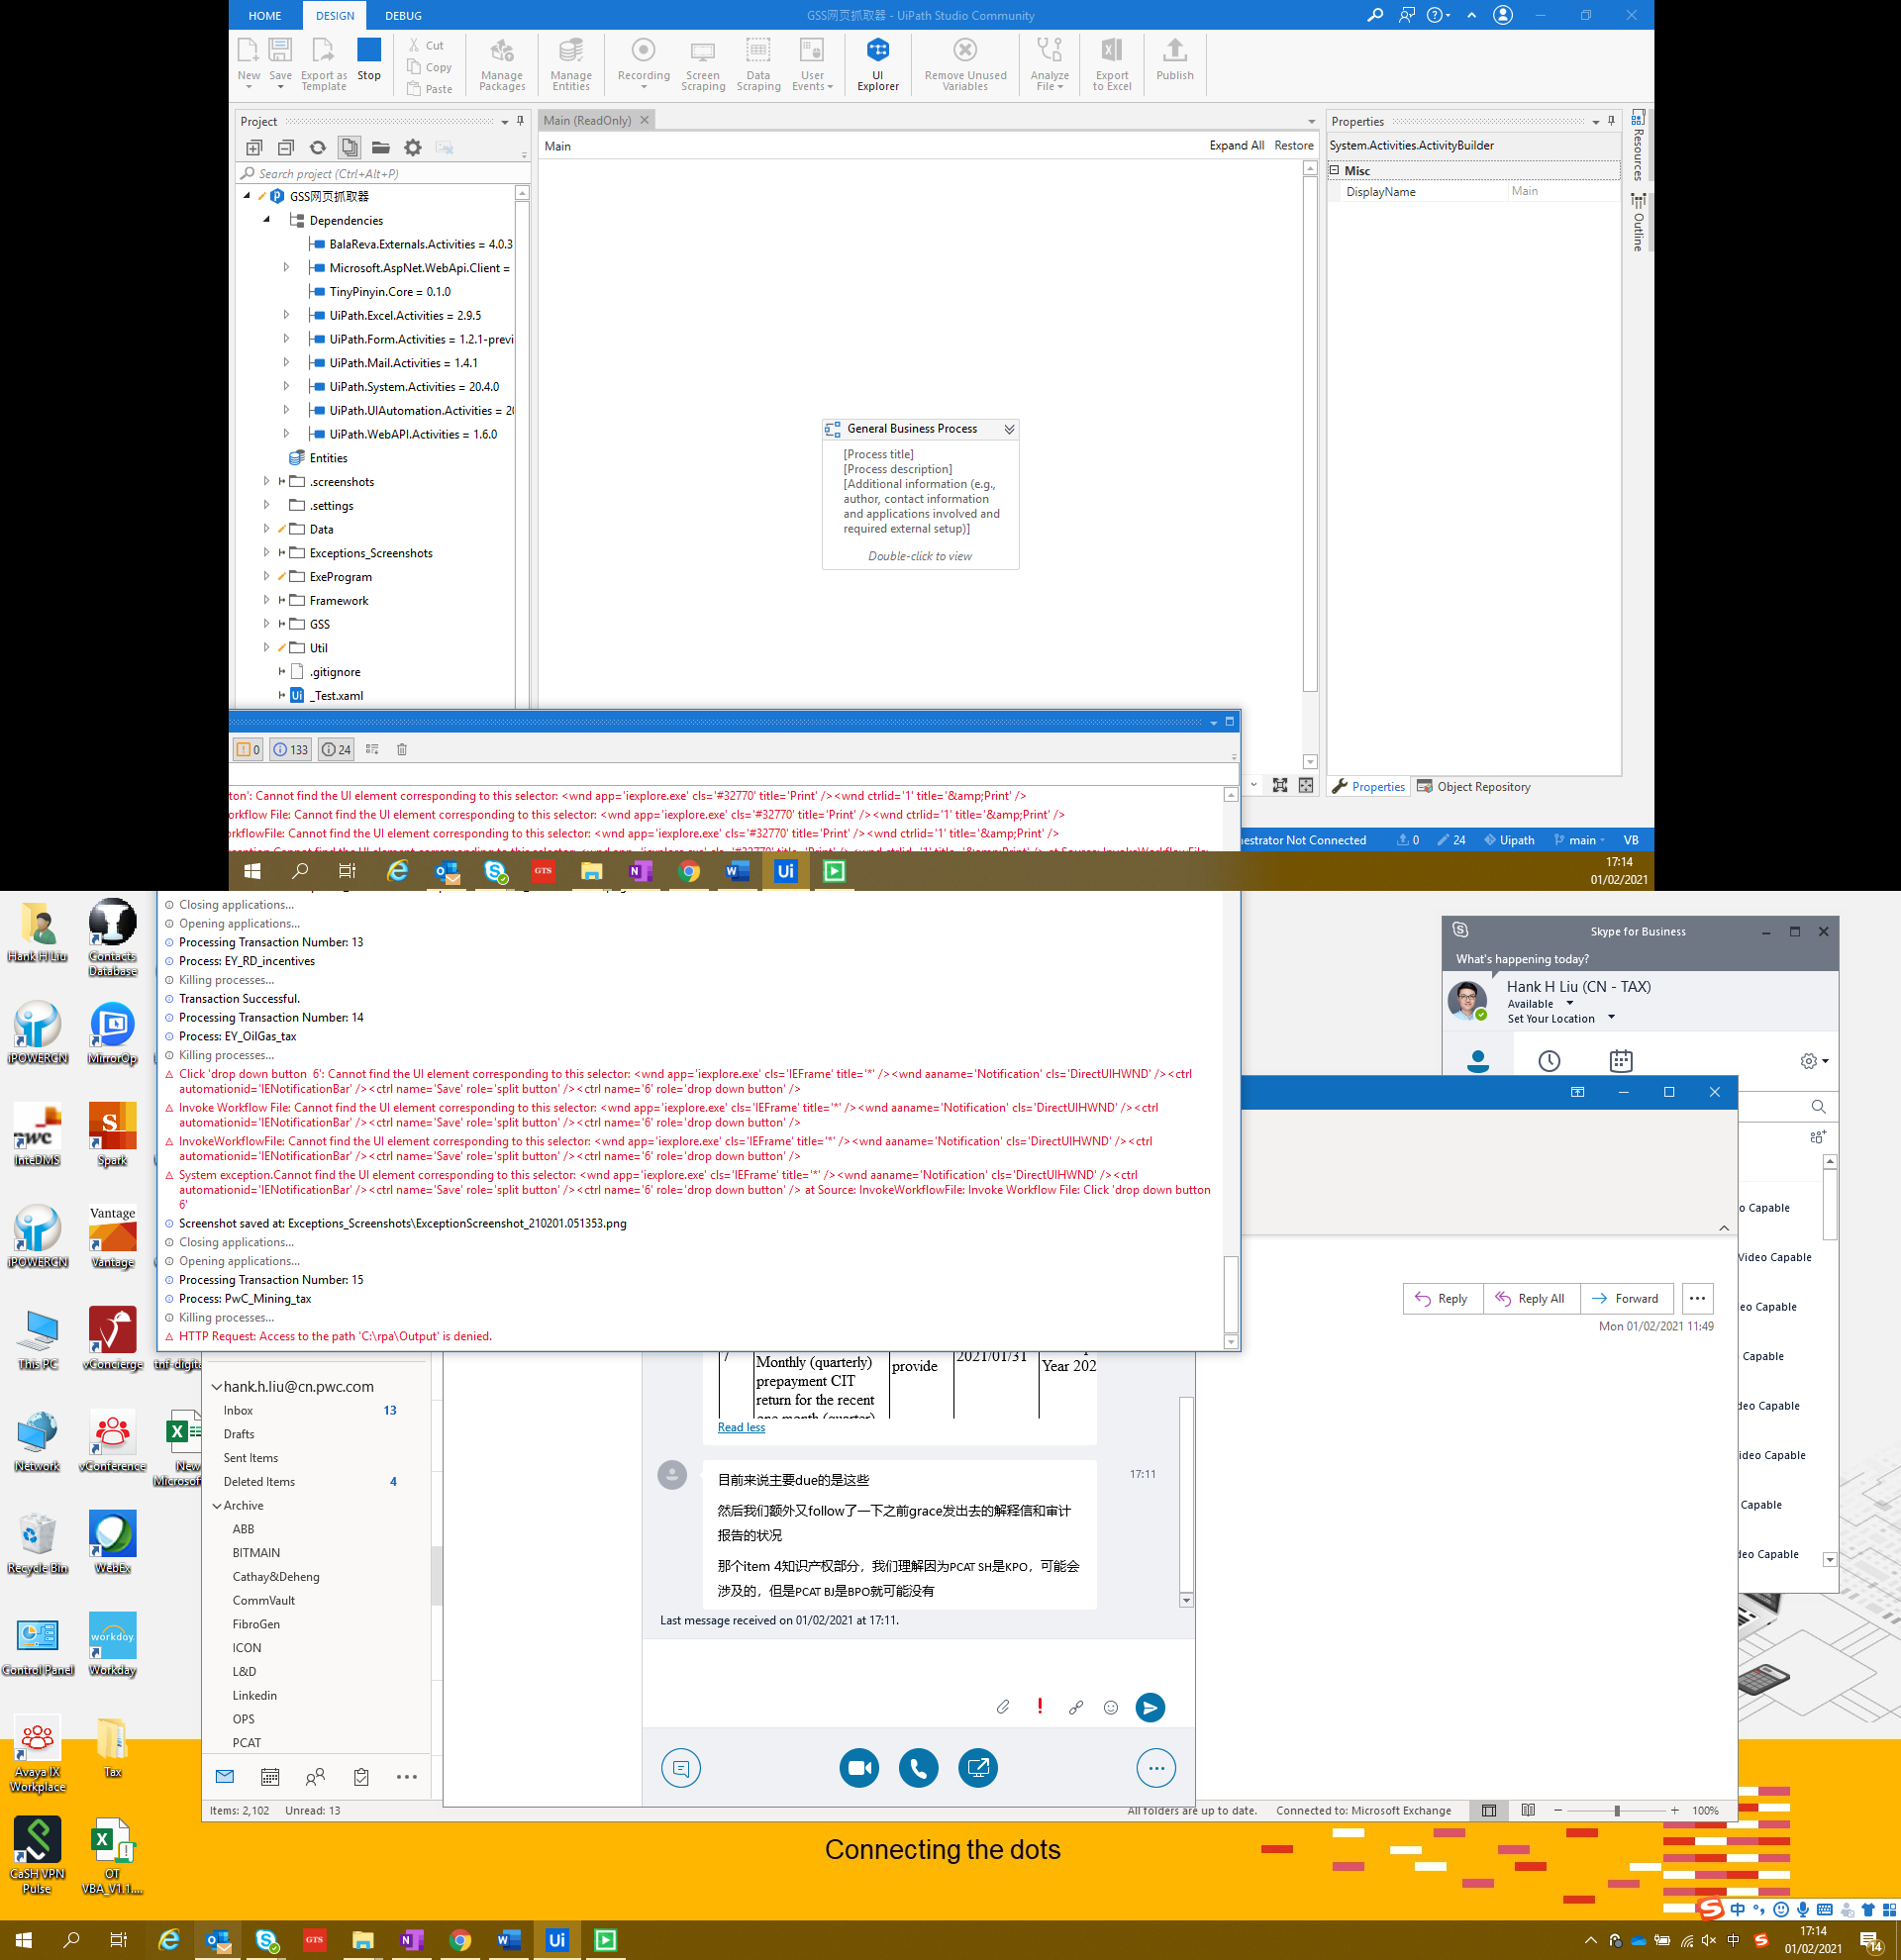 HOME DESIGN DEBUG
GSS网页抓取器 - UiPath Studio Community
New Save Export as Template Stop
Cut
Copy
Paste
Manage Packages
Manage Entities
Recording
Screen Scraping
Data Scraping
User Events
UI Explorer
Remove Unused Variables
Analyze File
Export to Excel
Publish
Project
Search project (Ctrl+Alt+P)
GSS网页抓取器
Dependencies
BalaReva.Externals.Activities = 4.0.3
Microsoft.AspNet.WebApi.Client =
TinyPinyin.Core = 0.1.0
UiPath.Excel.Activities = 2.9.5
UiPath.Form.Activities = 1.2.1-previ
UiPath.Mail.Activities = 1.4.1
UiPath.System.Activities = 20.4.0
UiPath.UIAutomation.Activities = 20
UiPath.WebAPI.Activities = 1.6.0
Entities
.screenshots
.settings
Data
Exceptions_Screenshots
ExeProgram
Framework
GSS
Util
.gitignore
_Test.xaml
Main (ReadOnly)
Main
Expand All Restore
General Business Process
[Process title]
[Process description]
[Additional information (e.g.,
author, contact information
and applications involved and
required external setup)]
Double-click to view
Properties
System.Activities.ActivityBuilder
Misc
DisplayName Main
Resources
Outline
Properties Object Repository
0 133 24
ton': Cannot find the UI element corresponding to this selector: <wnd app='iexplore.exe' cls='#32770' title='Print' /><wnd ctrlid='1' title='&amp;Print' />
orkflow File: Cannot find the UI element corresponding to this selector: <wnd app='iexplore.exe' cls='#32770' title='Print' /><wnd ctrlid='1' title='&amp;Print' />
orkflowFile: Cannot find the UI element corresponding to this selector: <wnd app='iexplore.exe' cls='#32770' title='Print' /><wnd ctrlid='1' title='&amp;Print' />
hestrator Not Connected 0 24 Uipath main VB
17:14
01/02/2021
Closing applications...
Opening applications...
Processing Transaction Number: 13
Process: EY_RD_incentives
Killing processes...
Transaction Successful.
Processing Transaction Number: 14
Process: EY_OilGas_tax
Killing processes...
Click 'drop down button  6': Cannot find the UI element corresponding to this selector: <wnd app='iexplore.exe' cls='IEFrame' title='*' /><wnd aaname='Notification' cls='DirectUIHWND' /><ctrl
automationid='IENotificationBar' /><ctrl name='Save' role='split button' /><ctrl name='6' role='drop down button' />
Invoke Workflow File: Cannot find the UI element corresponding to this selector: <wnd app='iexplore.exe' cls='IEFrame' title='*' /><wnd aaname='Notification' cls='DirectUIHWND' /><ctrl
automationid='IENotificationBar' /><ctrl name='Save' role='split button' /><ctrl name='6' role='drop down button' />
InvokeWorkflowFile: Cannot find the UI element corresponding to this selector: <wnd app='iexplore.exe' cls='IEFrame' title='*' /><wnd aaname='Notification' cls='DirectUIHWND' /><ctrl
automationid='IENotificationBar' /><ctrl name='Save' role='split button' /><ctrl name='6' role='drop down button' />
System exception.Cannot find the UI element corresponding to this selector: <wnd app='iexplore.exe' cls='IEFrame' title='*' /><wnd aaname='Notification' cls='DirectUIHWND' /><ctrl
automationid='IENotificationBar' /><ctrl name='Save' role='split button' /><ctrl name='6' role='drop down button' /> at Source: InvokeWorkflowFile: Invoke Workflow File: Click 'drop down button
6'
Screenshot saved at: Exceptions_Screenshots\ExceptionScreenshot_210201.051353.png
Closing applications...
Opening applications...
Processing Transaction Number: 15
Process: PwC_Mining_tax
Killing processes...
HTTP Request: Access to the path 'C:\rpa\Output' is denied.
Hank H Liu
Contacts Database
iPOWERCN
MirrorOp
pwc
InteDMS
Spark
iPOWERCN
Vantage
Vantage
This PC
vConcierge
tnf-digit
Network
vConference
New Microsoft
Recycle Bin
WebEx
Control Panel
workday.
Workday
Avaya IX Workplace
Tax
CaSH VPN Pulse
OT VBA_V1.1....
Skype for Business
What's happening today?
Hank H Liu (CN - TAX)
Available
Set Your Location
o Capable
Video Capable
eo Capable
Capable
deo Capable
ideo Capable
Capable
deo Capable
Reply Reply All Forward
Mon 01/02/2021 11:49
hank.h.liu@cn.pwc.com
Inbox 13
Drafts
Sent Items
Deleted Items 4
Archive
ABB
BITMAIN
Cathay&Deheng
CommVault
FibroGen
ICON
L&D
Linkedin
OPS
PCAT
Items: 2,102 Unread: 13
7 Monthly (quarterly) provide 2021/01/31 Year 202
prepayment CIT
return for the recent
one month (quarter)
Read less
17:11
目前来说主要due的是这些
然后我们额外又follow了一下之前grace发出去的解释信和审计
报告的状况
那个item 4知识产权部分，我们理解因为PCAT SH是KPO，可能会
涉及的，但是PCAT BJ是BPO就可能没有
Last message received on 01/02/2021 at 17:11.
All folders are up to date. Connected to: Microsoft Exchange 100%
Connecting the dots
中
GTS
中
17:14
01/02/2021
14